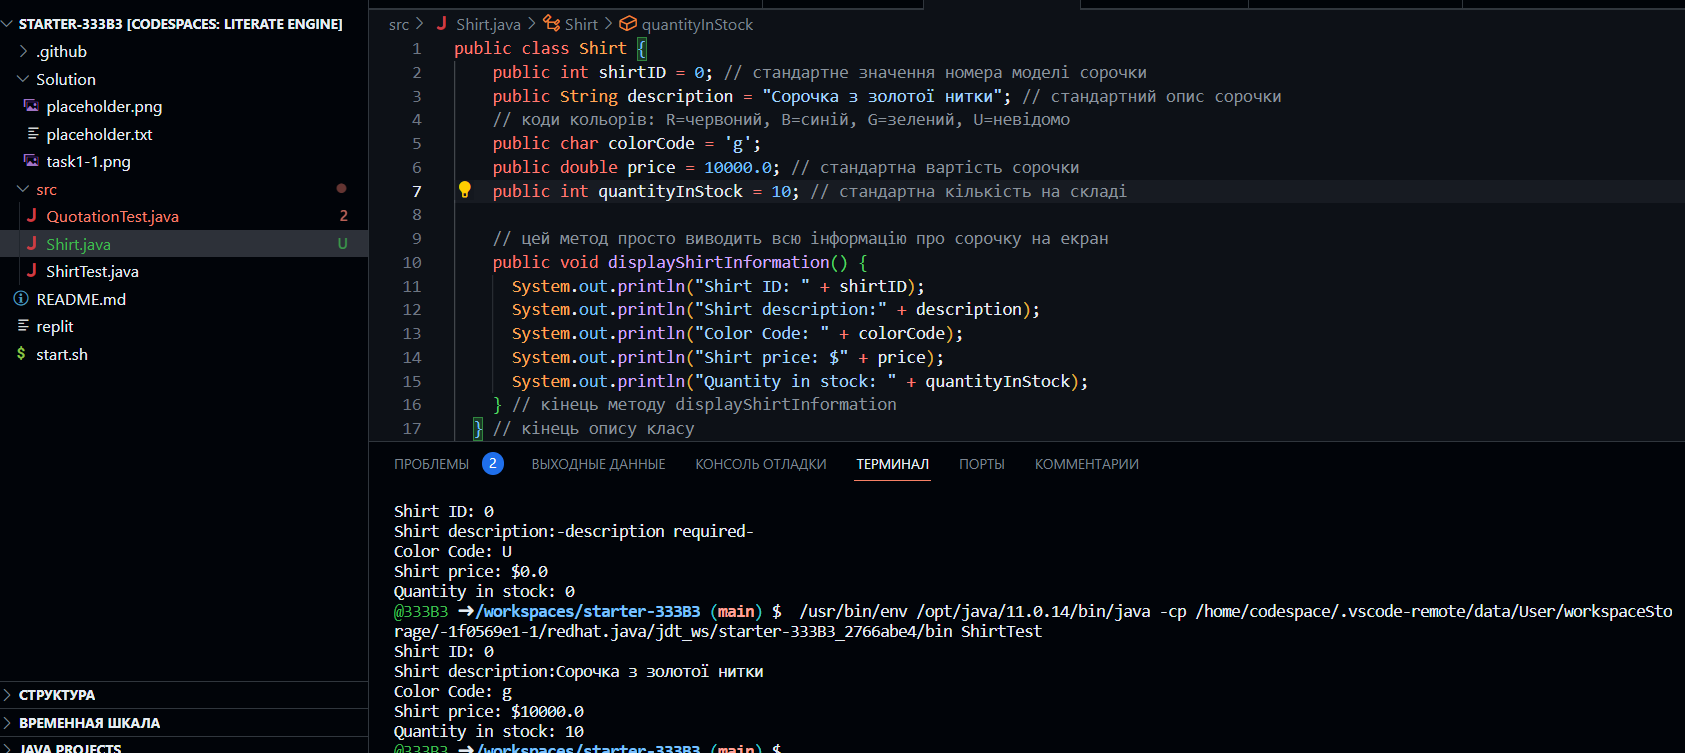 STARTER-333B3 [CODESPACES: LITERATE ENGINE]
.github
Solution
placeholder.png
placeholder.txt
task1-1.png
src
QuotationTest.java 2
Shirt.java U
ShirtTest.java
README.md
replit
$ start.sh
СТРУКТУРА
ВРЕМЕННАЯ ШКАЛА
JAVA PROJECTS
src > J Shirt.java > Shirt > quantityInStock
1 public class Shirt {
2 public int shirtID = 0; // стандартне значення номера моделі сорочки
3 public String description = "Сорочка з золотої нитки"; // стандартний опис сорочки
4 // коди кольорів: R=червоний, B=синій, G=зелений, U=невідомо
5 public char colorCode = 'g';
6 public double price = 10000.0; // стандартна вартість сорочки
7 public int quantityInStock = 10; // стандартна кількість на складі
8
9 // цей метод просто виводить всю інформацію про сорочку на екран
10 public void displayShirtInformation() {
11 System.out.println("Shirt ID: " + shirtID);
12 System.out.println("Shirt description:" + description);
13 System.out.println("Color Code: " + colorCode);
14 System.out.println("Shirt price: $" + price);
15 System.out.println("Quantity in stock: " + quantityInStock);
16 } // кінець методу displayShirtInformation
17 } // кінець опису класу
ПРОБЛЕМЫ 2 ВЫХОДНЫЕ ДАННЫЕ КОНСОЛЬ ОТЛАДКИ ТЕРМИНАЛ ПОРТЫ КОММЕНТАРИИ
Shirt ID: 0
Shirt description:-description required-
Color Code: U
Shirt price: $0.0
Quantity in stock: 0
@333B3 ➜/workspaces/starter-333B3 (main) $ /usr/bin/env /opt/java/11.0.14/bin/java -cp /home/codespace/.vscode-remote/data/User/workspaceSto
rage/-1f0569e1-1/redhat.java/jdt_ws/starter-333B3_2766abe4/bin ShirtTest
Shirt ID: 0
Shirt description:Сорочка з золотої нитки
Color Code: g
Shirt price: $10000.0
Quantity in stock: 10
@333B3 ➜/workspaces/starter-333B3 (main) $